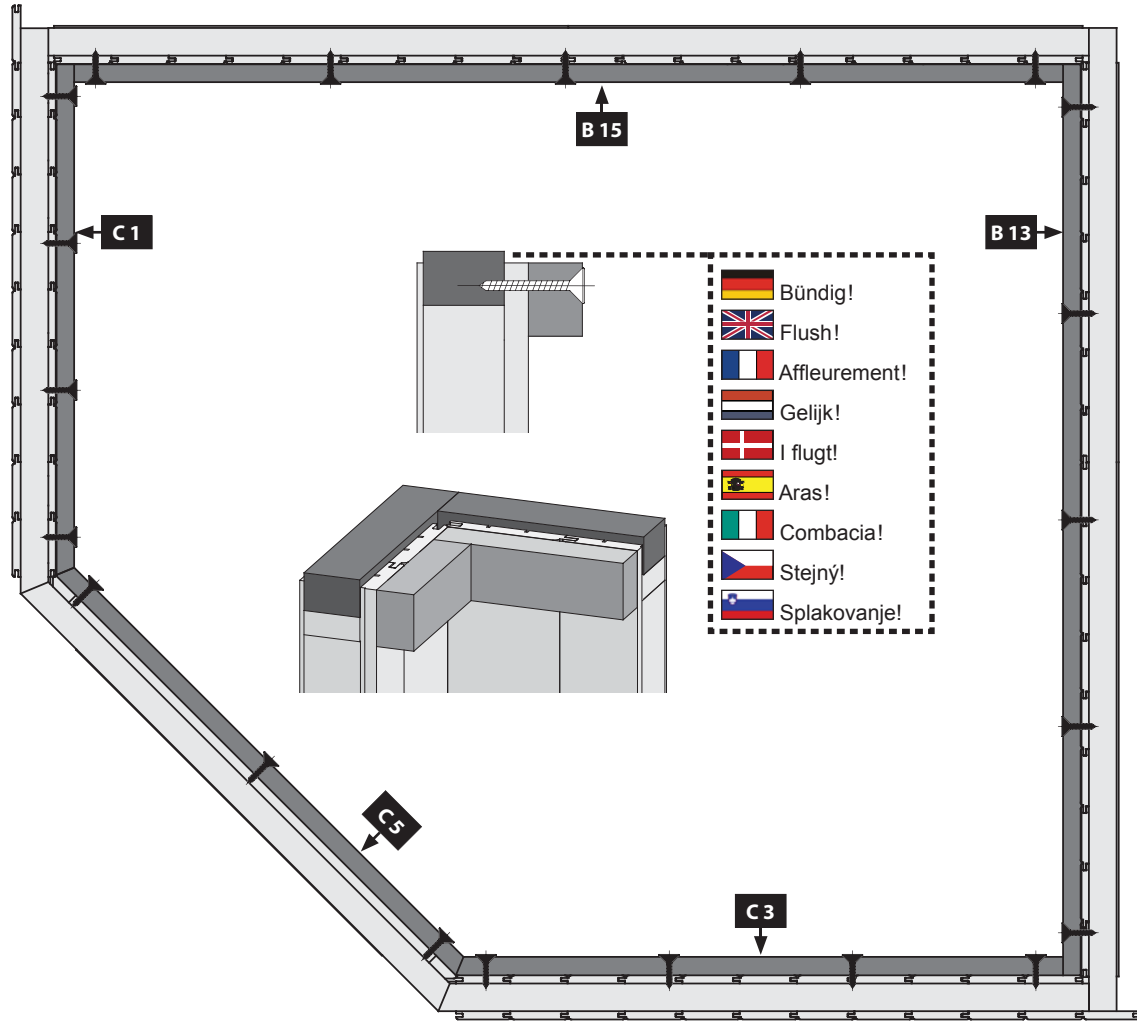 B 15
C 1
B 13
Bündig!
Flush!
Affleurement!
Gelijk!
I flugt!
Aras!
Combacia!
Stejný!
Splakovanje!
C 5
C 3